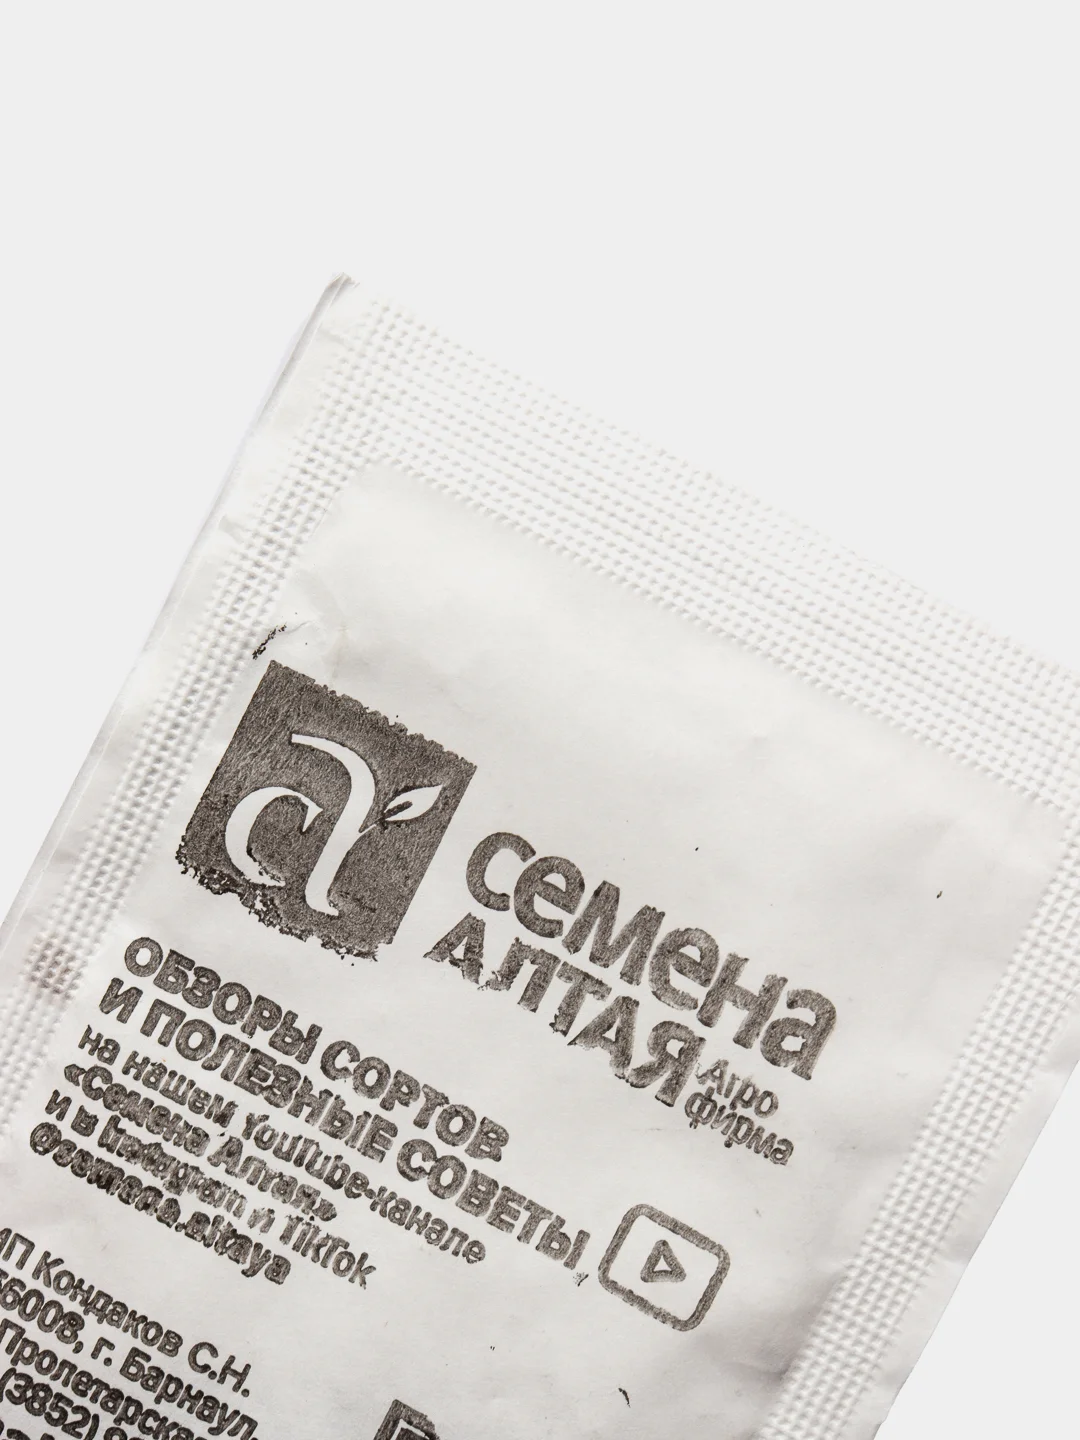 семена
АЛТАЯ
Агро
фирма
ОБЗОРЫ СОРТОВ
И ПОЛЕЗНЫЕ СОВЕТЫ
на нашем YouTube-канале
«Семена Алтая»
и в Instagram и TikTok
@semena.altaya
ИП Кондаков С.Н.
56008, г. Барнаул,
Пролетарская
(3852)